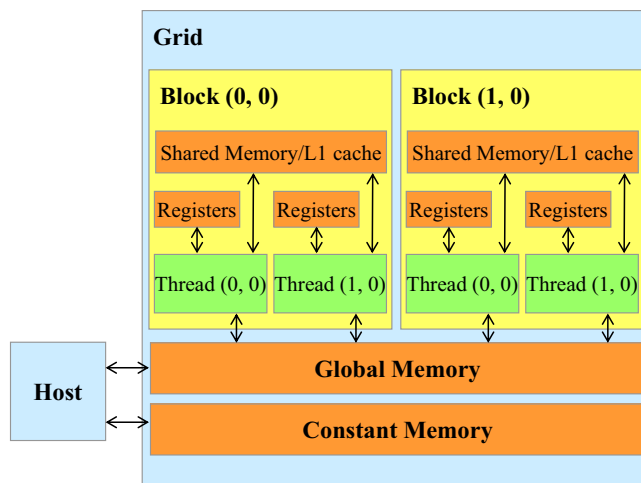 Grid
Block (0, 0)
Block (1, 0)
Shared Memory/L1 cache
Shared Memory/L1 cache
Registers
Registers
Registers
Registers
Thread (0, 0)
Thread (1, 0)
Thread (0, 0)
Thread (1, 0)
Host
Global Memory
Constant Memory